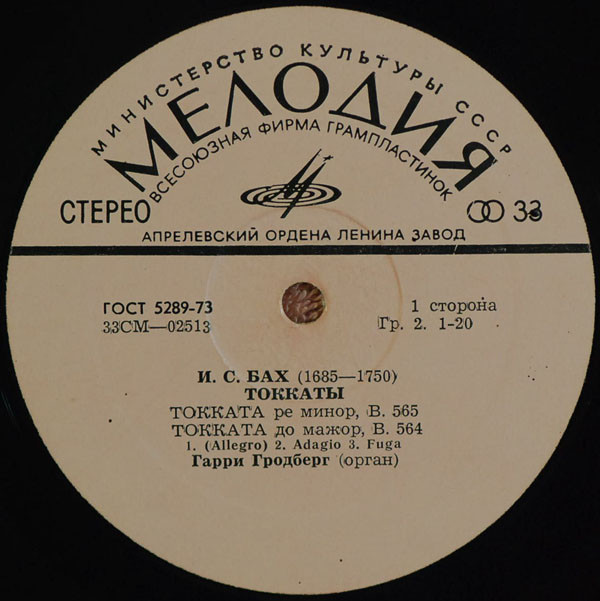 МИНИСТЕРСТВО КУЛЬТУРЫ СССР
МЕЛОДИЯ
ВСЕСОЮЗНАЯ ФИРМА ГРАМПЛАСТИНОК
СТЕРЕО
33
АПРЕЛЕВСКИЙ ОРДЕНА ЛЕНИНА ЗАВОД
ГОСТ 5289-73
1 сторона
33СМ—02513
Гр. 2. 1-20
И. С. БАХ (1685—1750)
ТОККАТЫ
ТОККАТА ре минор, В. 565
ТОККАТА до мажор, В. 564
1. (Allegro) 2. Adagio 3. Fuga
Гарри Гродберг (орган)